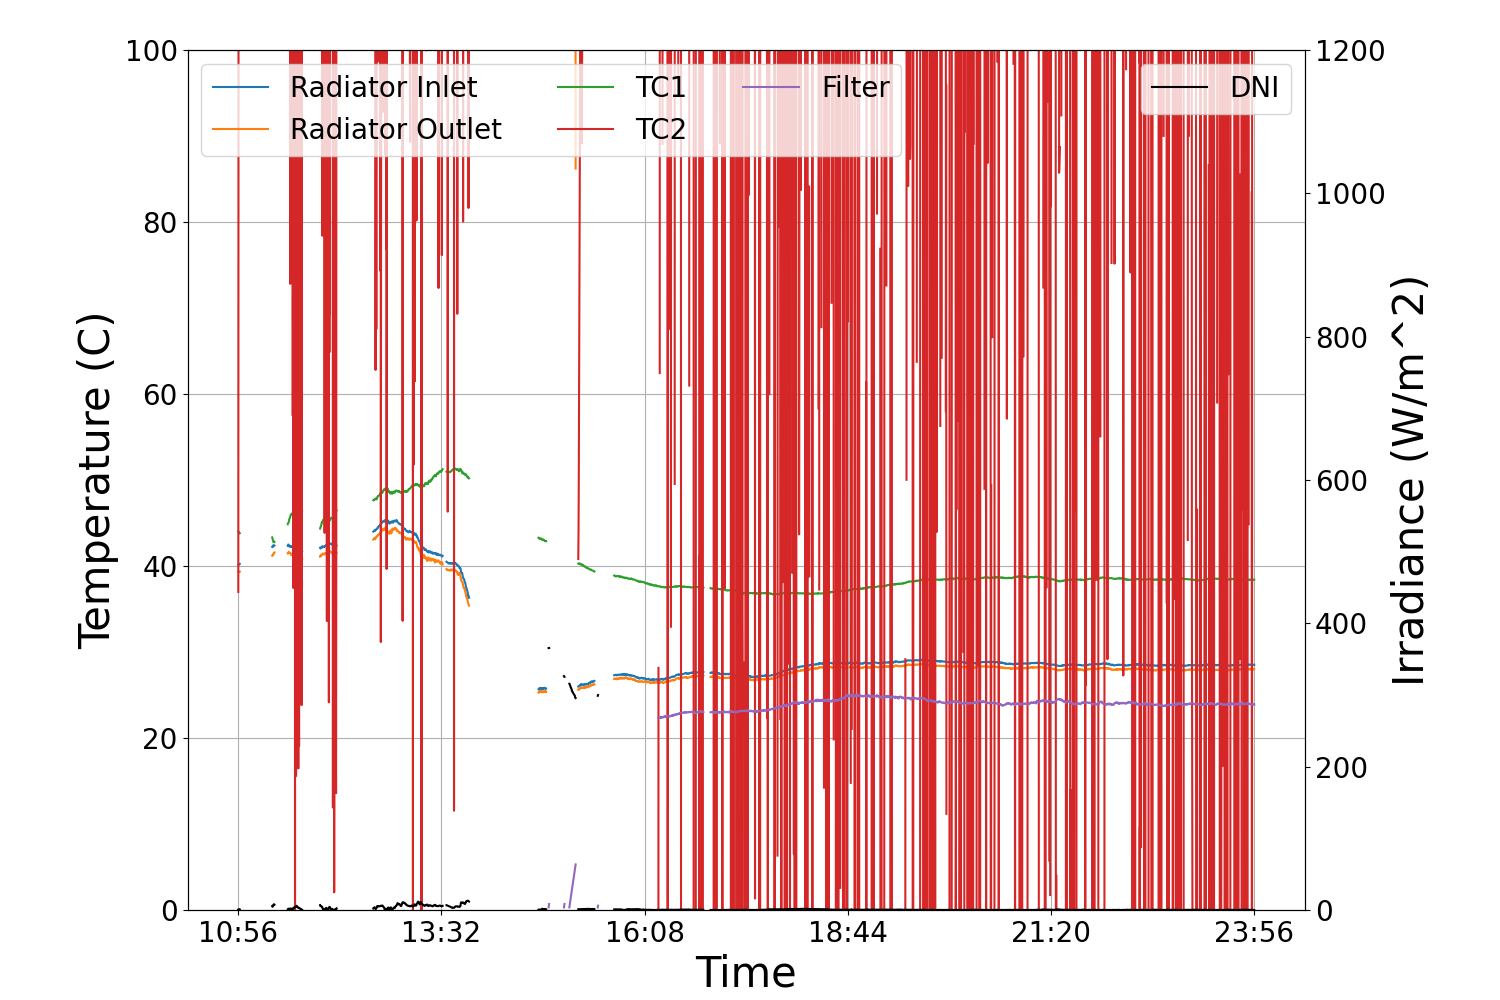 100
80
60
40
20
0
Temperature (C)
Radiator Inlet
Radiator Outlet
TC1
TC2
Filter
DNI
1200
1000
800
600
400
200
0
Irradiance (W/m^2)
10:56 13:32 16:08 18:44 21:20 23:56
Time